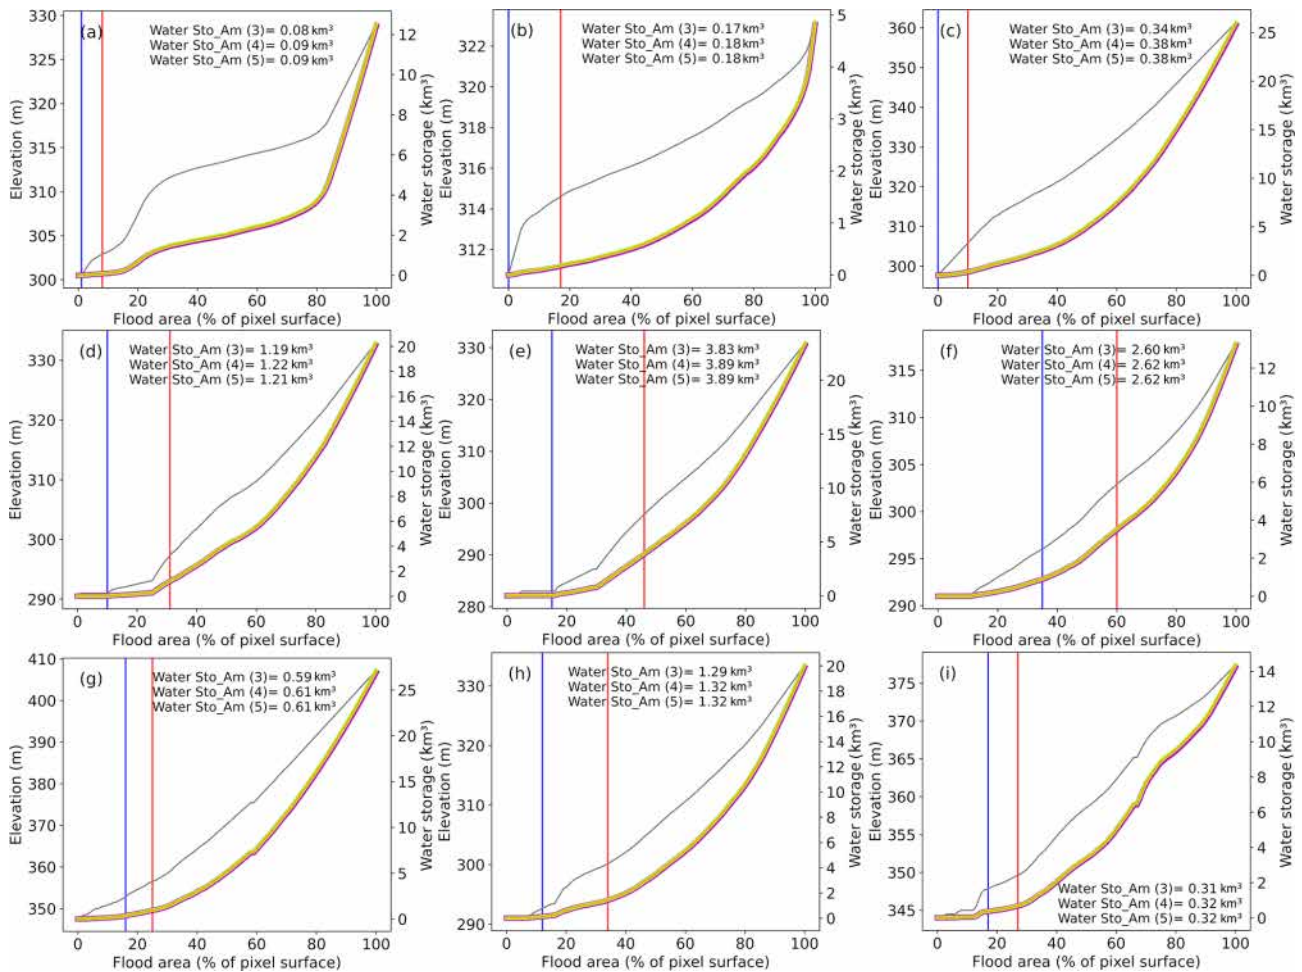 (a)
Water Sto_Am (3)= 0.08 km³
Water Sto_Am (4)= 0.09 km³
Water Sto_Am (5)= 0.09 km³
330
325
320
315
310
305
300
Elevation (m)
12
10
8
6
4
2
0
Water storage (km³)
0 20 40 60 80 100
Flood area (% of pixel surface)
(b)
Water Sto_Am (3)= 0.17 km³
Water Sto_Am (4)= 0.18 km³
Water Sto_Am (5)= 0.18 km³
322
320
318
316
314
312
Elevation (m)
5
4
3
2
1
0
Water storage (km³)
0 20 40 60 80 100
Flood area (% of pixel surface)
(c)
Water Sto_Am (3)= 0.34 km³
Water Sto_Am (4)= 0.38 km³
Water Sto_Am (5)= 0.38 km³
360
350
340
330
320
310
300
Elevation (m)
25
20
15
10
5
0
Water storage (km³)
0 20 40 60 80 100
Flood area (% of pixel surface)
(d)
Water Sto_Am (3)= 1.19 km³
Water Sto_Am (4)= 1.22 km³
Water Sto_Am (5)= 1.21 km³
330
320
310
300
290
Elevation (m)
20
18
16
14
12
10
8
6
4
2
0
Water storage (km³)
0 20 40 60 80 100
Flood area (% of pixel surface)
(e)
Water Sto_Am (3)= 3.83 km³
Water Sto_Am (4)= 3.89 km³
Water Sto_Am (5)= 3.89 km³
330
320
310
300
290
280
Elevation (m)
20
15
10
5
0
Water storage (km³)
0 20 40 60 80 100
Flood area (% of pixel surface)
(f)
Water Sto_Am (3)= 2.60 km³
Water Sto_Am (4)= 2.62 km³
Water Sto_Am (5)= 2.62 km³
315
310
305
300
295
290
Elevation (m)
12
10
8
6
4
2
0
Water storage (km³)
0 20 40 60 80 100
Flood area (% of pixel surface)
(g)
Water Sto_Am (3)= 0.59 km³
Water Sto_Am (4)= 0.61 km³
Water Sto_Am (5)= 0.61 km³
410
400
390
380
370
360
350
Elevation (m)
25
20
15
10
5
0
Water storage (km³)
0 20 40 60 80 100
Flood area (% of pixel surface)
(h)
Water Sto_Am (3)= 1.29 km³
Water Sto_Am (4)= 1.32 km³
Water Sto_Am (5)= 1.32 km³
330
320
310
300
290
Elevation (m)
20
18
16
14
12
10
8
6
4
2
0
Water storage (km³)
0 20 40 60 80 100
Flood area (% of pixel surface)
(i)
375
370
365
360
355
350
345
Elevation (m)
14
12
10
8
6
4
2
0
Water storage (km³)
Water Sto_Am (3)= 0.31 km³
Water Sto_Am (4)= 0.32 km³
Water Sto_Am (5)= 0.32 km³
0 20 40 60 80 100
Flood area (% of pixel surface)